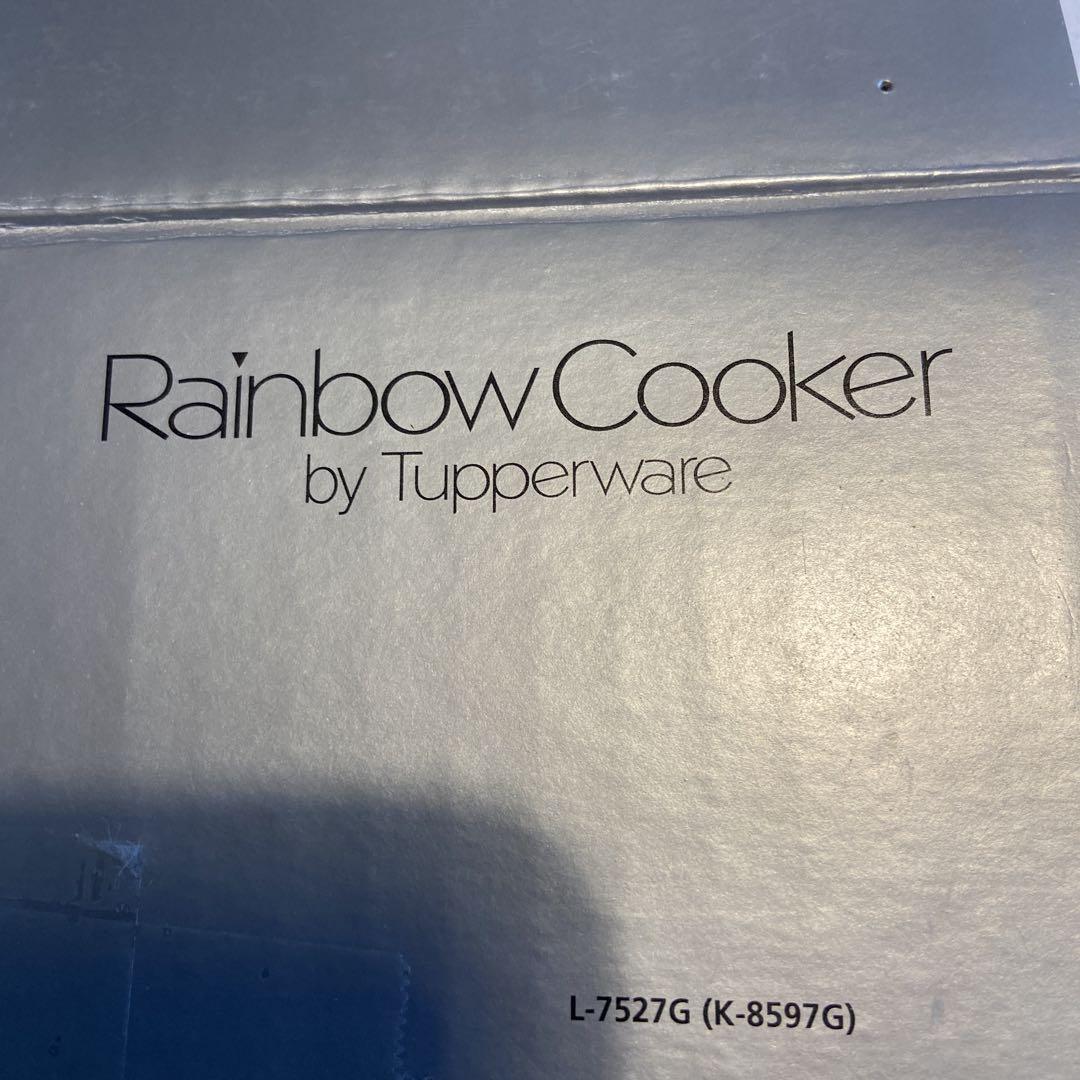 Rainbow Cooker
by Tupperware
L-7527G (K-8597G)